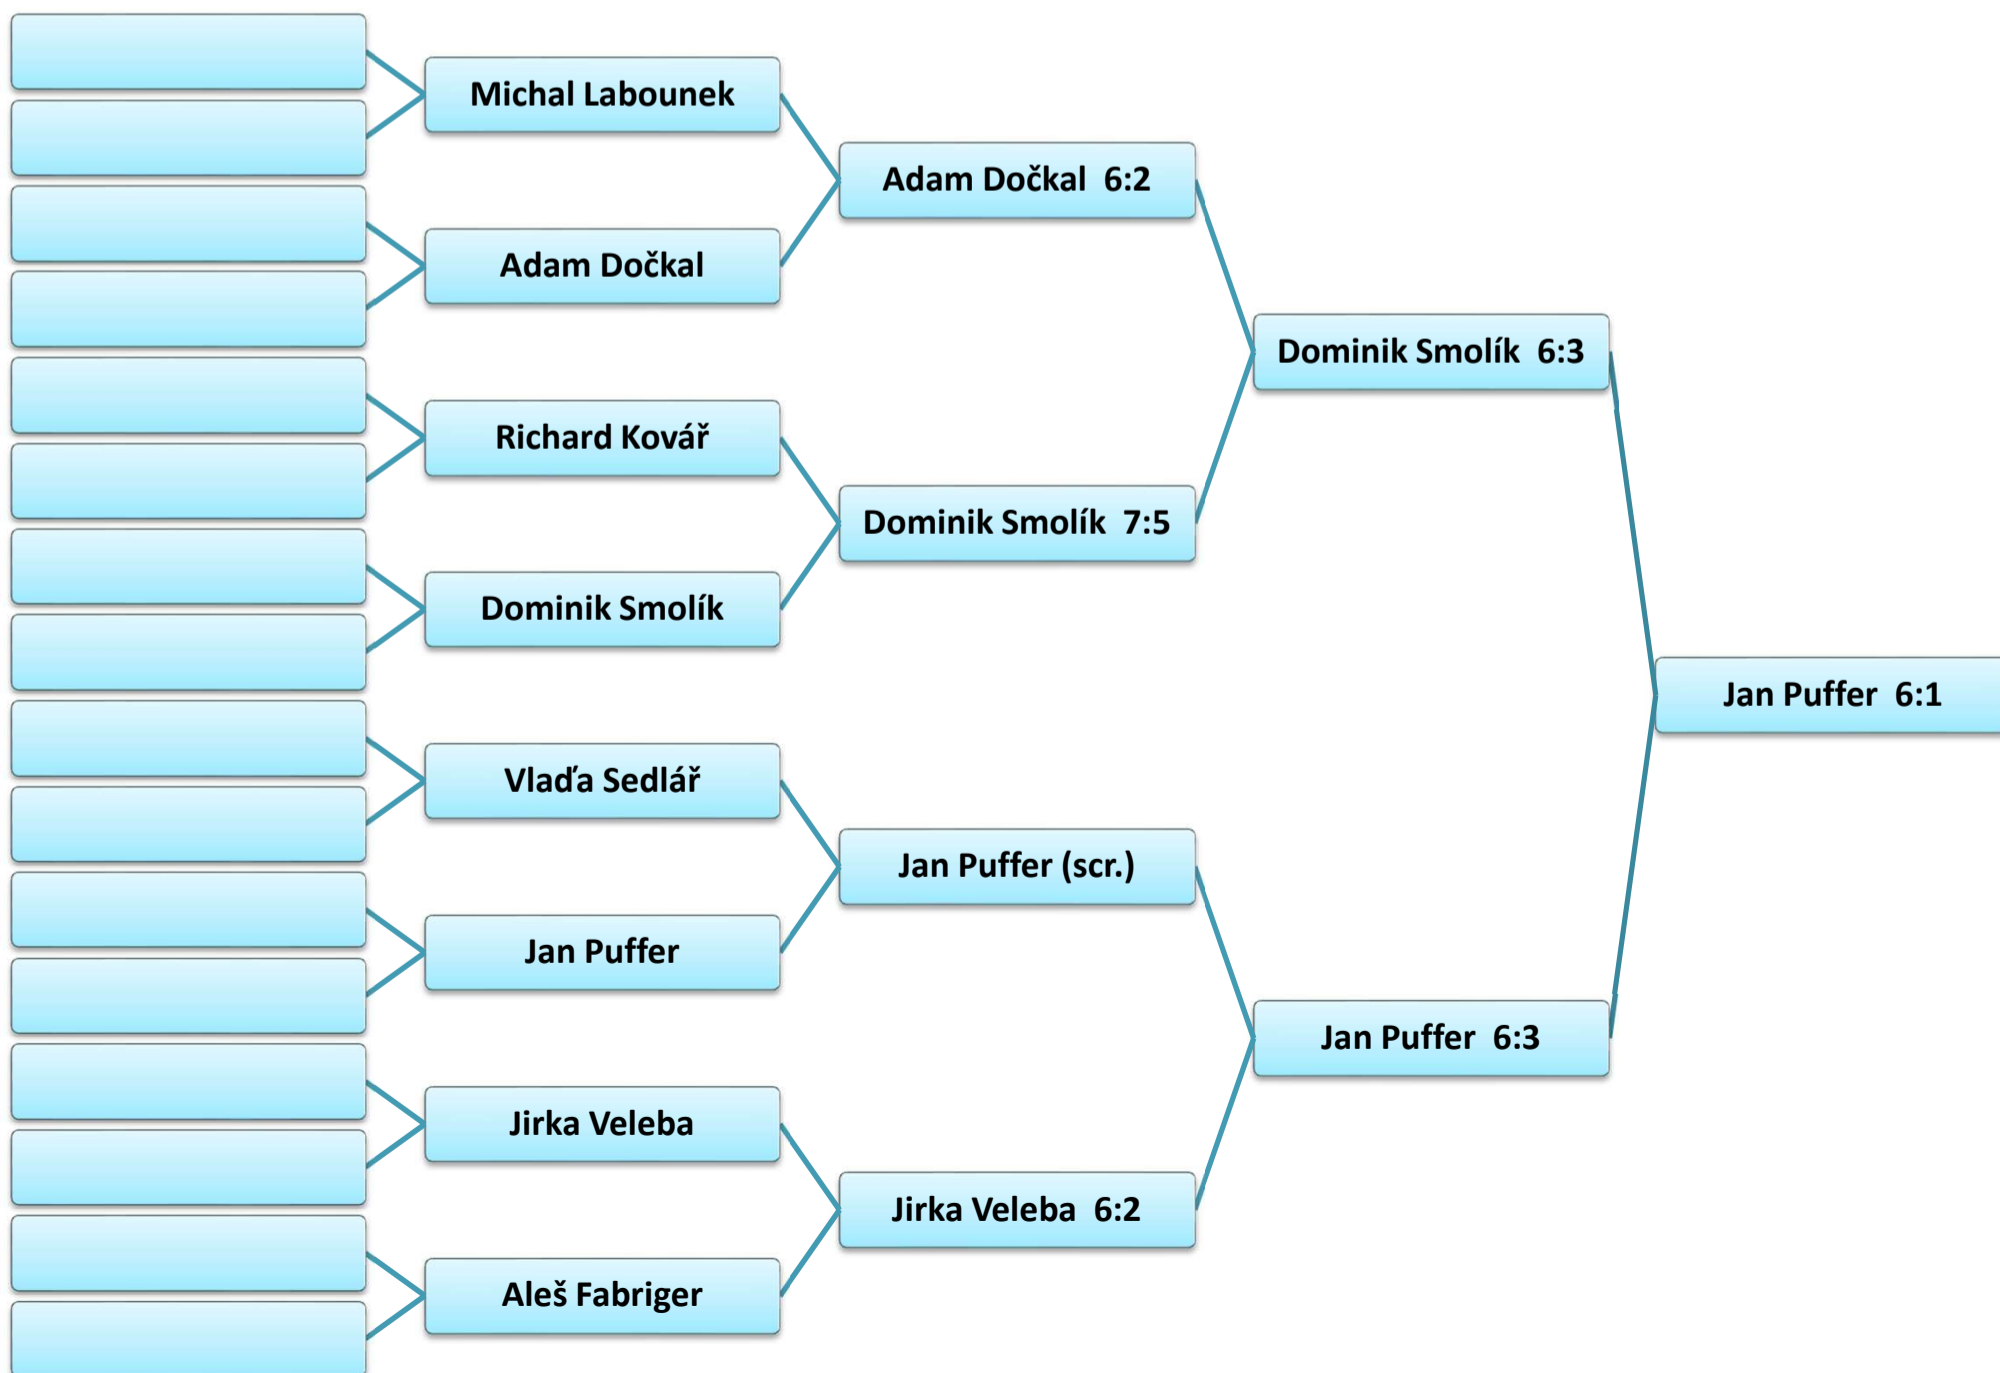 Michal Labounek
Adam Dočkal
Richard Kovář
Dominik Smolík
Vlaďa Sedlář
Jan Puffer
Jirka Veleba
Aleš Fabriger
Adam Dočkal 6:2
Dominik Smolík 7:5
Jan Puffer (scr.)
Jirka Veleba 6:2
Dominik Smolík 6:3
Jan Puffer 6:3
Jan Puffer 6:1